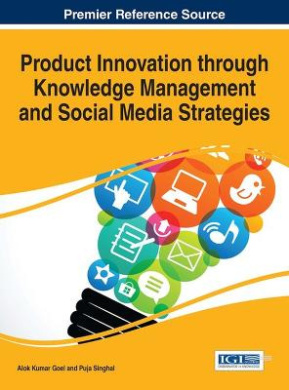 Premier Reference Source
Product Innovation through
Knowledge Management
and Social Media Strategies
Alok Kumar Goel and Puja Singhal
IGI